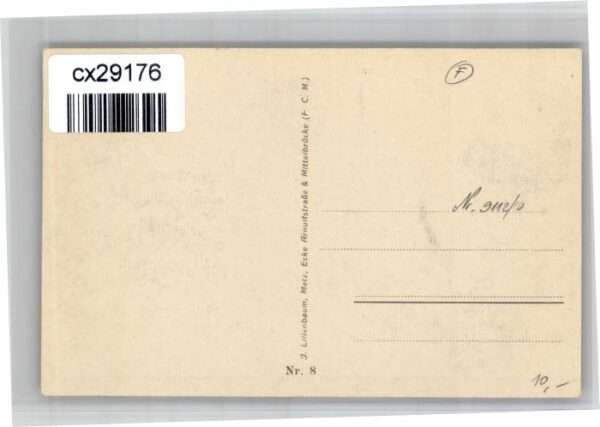 cx29176
F
J. Lilienbaum, Metz, Ecke Arnulfstraße & Mittelbrücke (F. C. M.)
Nr. 8
10,-